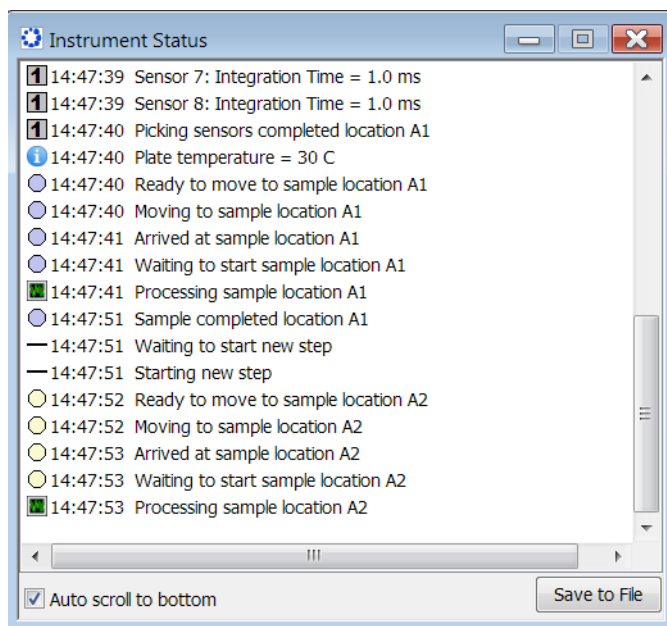 Instrument Status
1 14:47:39 Sensor 7: Integration Time = 1.0 ms
1 14:47:39 Sensor 8: Integration Time = 1.0 ms
1 14:47:40 Picking sensors completed location A1
i 14:47:40 Plate temperature = 30 C
14:47:40 Ready to move to sample location A1
14:47:40 Moving to sample location A1
14:47:41 Arrived at sample location A1
14:47:41 Waiting to start sample location A1
14:47:41 Processing sample location A1
14:47:51 Sample completed location A1
14:47:51 Waiting to start new step
14:47:51 Starting new step
14:47:52 Ready to move to sample location A2
14:47:52 Moving to sample location A2
14:47:53 Arrived at sample location A2
14:47:53 Waiting to start sample location A2
14:47:53 Processing sample location A2
Auto scroll to bottom
Save to File